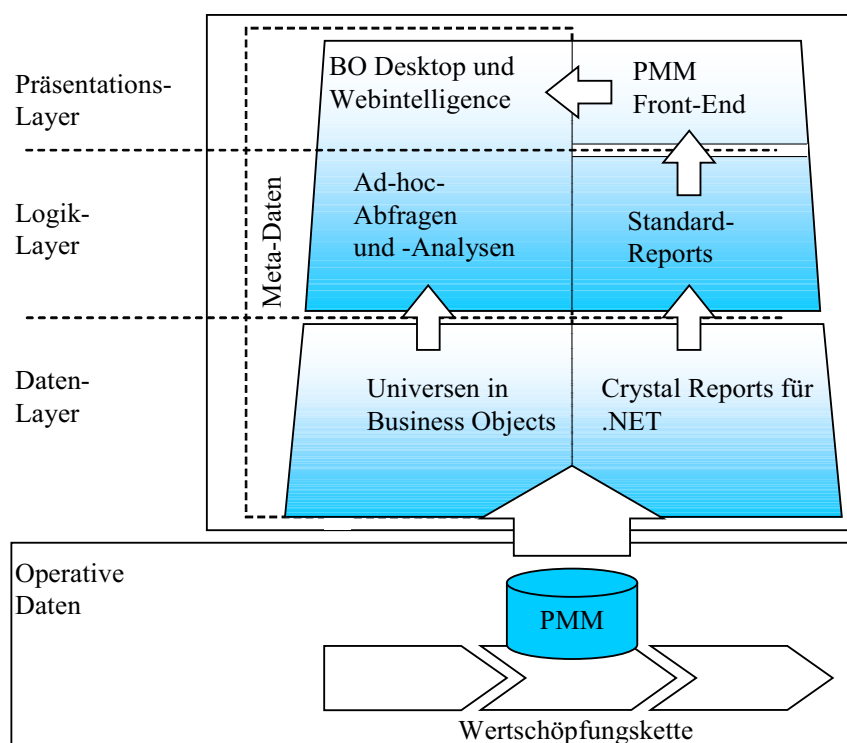 Präsentations-
Layer
BO Desktop und
Webintelligence
PMM
Front-End
Logik-
Layer
Meta-Daten
Ad-hoc-
Abfragen
und -Analysen
Standard-
Reports
Daten-
Layer
Universen in
Business Objects
Crystal Reports für
.NET
Operative
Daten
PMM
Wertschöpfungskette